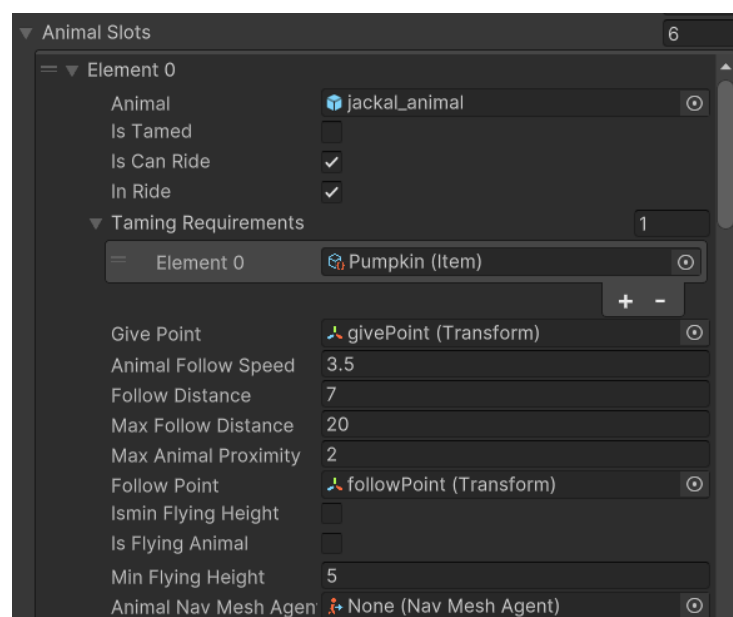 Animal Slots 6
Element 0
Animal jackal_animal
Is Tamed
Is Can Ride
In Ride
Taming Requirements 1
Element 0 Pumpkin (Item)
+ -
Give Point givePoint (Transform)
Animal Follow Speed 3.5
Follow Distance 7
Max Follow Distance 20
Max Animal Proximity 2
Follow Point followPoint (Transform)
Ismin Flying Height
Is Flying Animal
Min Flying Height 5
Animal Nav Mesh Agen None (Nav Mesh Agent)